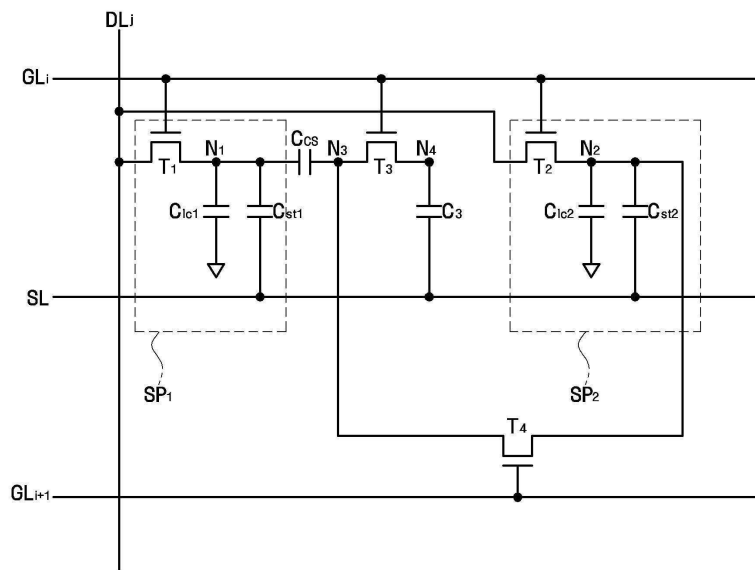 DLj
GLi
N1
CCS
N3
N4
N2
T1
T3
T2
Clc1
Cst1
C3
Clc2
Cst2
SL
SP1
SP2
T4
GLi+1